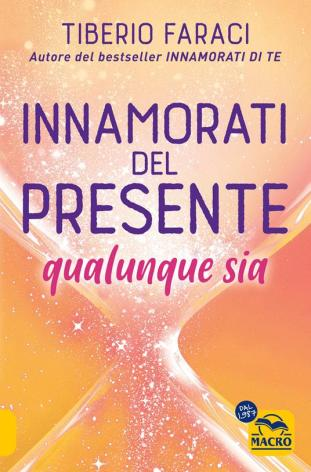 TIBERIO FARACI
Autore del bestseller INNAMORATI DI TE
INNAMORATI
DEL
PRESENTE
qualunque sia
DAL
1987
MACRO